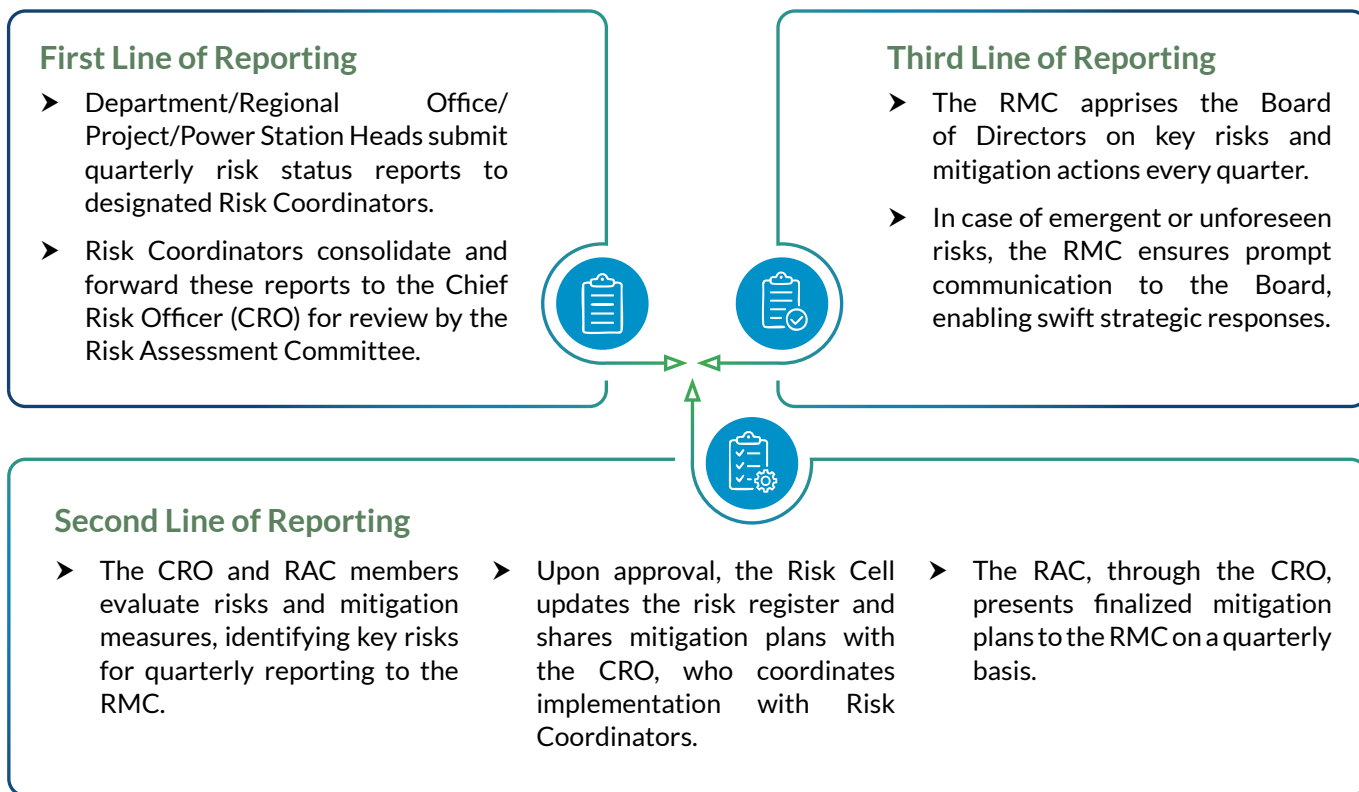 First Line of Reporting
➤ Department/Regional Office/
Project/Power Station Heads submit
quarterly risk status reports to
designated Risk Coordinators.
➤ Risk Coordinators consolidate and
forward these reports to the Chief
Risk Officer (CRO) for review by the
Risk Assessment Committee.
Third Line of Reporting
➤ The RMC apprises the Board
of Directors on key risks and
mitigation actions every quarter.
➤ In case of emergent or unforeseen
risks, the RMC ensures prompt
communication to the Board,
enabling swift strategic responses.
Second Line of Reporting
➤ The CRO and RAC members
evaluate risks and mitigation
measures, identifying key risks
for quarterly reporting to the
RMC.
➤ Upon approval, the Risk Cell
updates the risk register and
shares mitigation plans with
the CRO, who coordinates
implementation with Risk
Coordinators.
➤ The RAC, through the CRO,
presents finalized mitigation
plans to the RMC on a quarterly
basis.